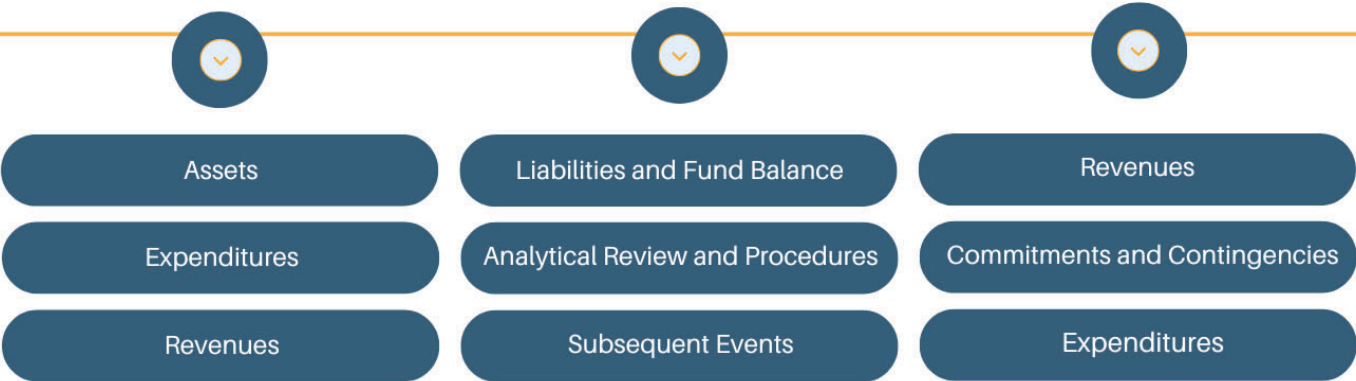 Assets
Liabilities and Fund Balance
Revenues
Expenditures
Analytical Review and Procedures
Commitments and Contingencies
Revenues
Subsequent Events
Expenditures